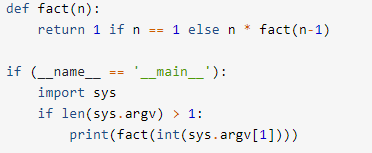 def fact(n):
    return 1 if n == 1 else n * fact(n-1)

if (__name__ == '__main__'):
    import sys
    if len(sys.argv) > 1:
        print(fact(int(sys.argv[1])))